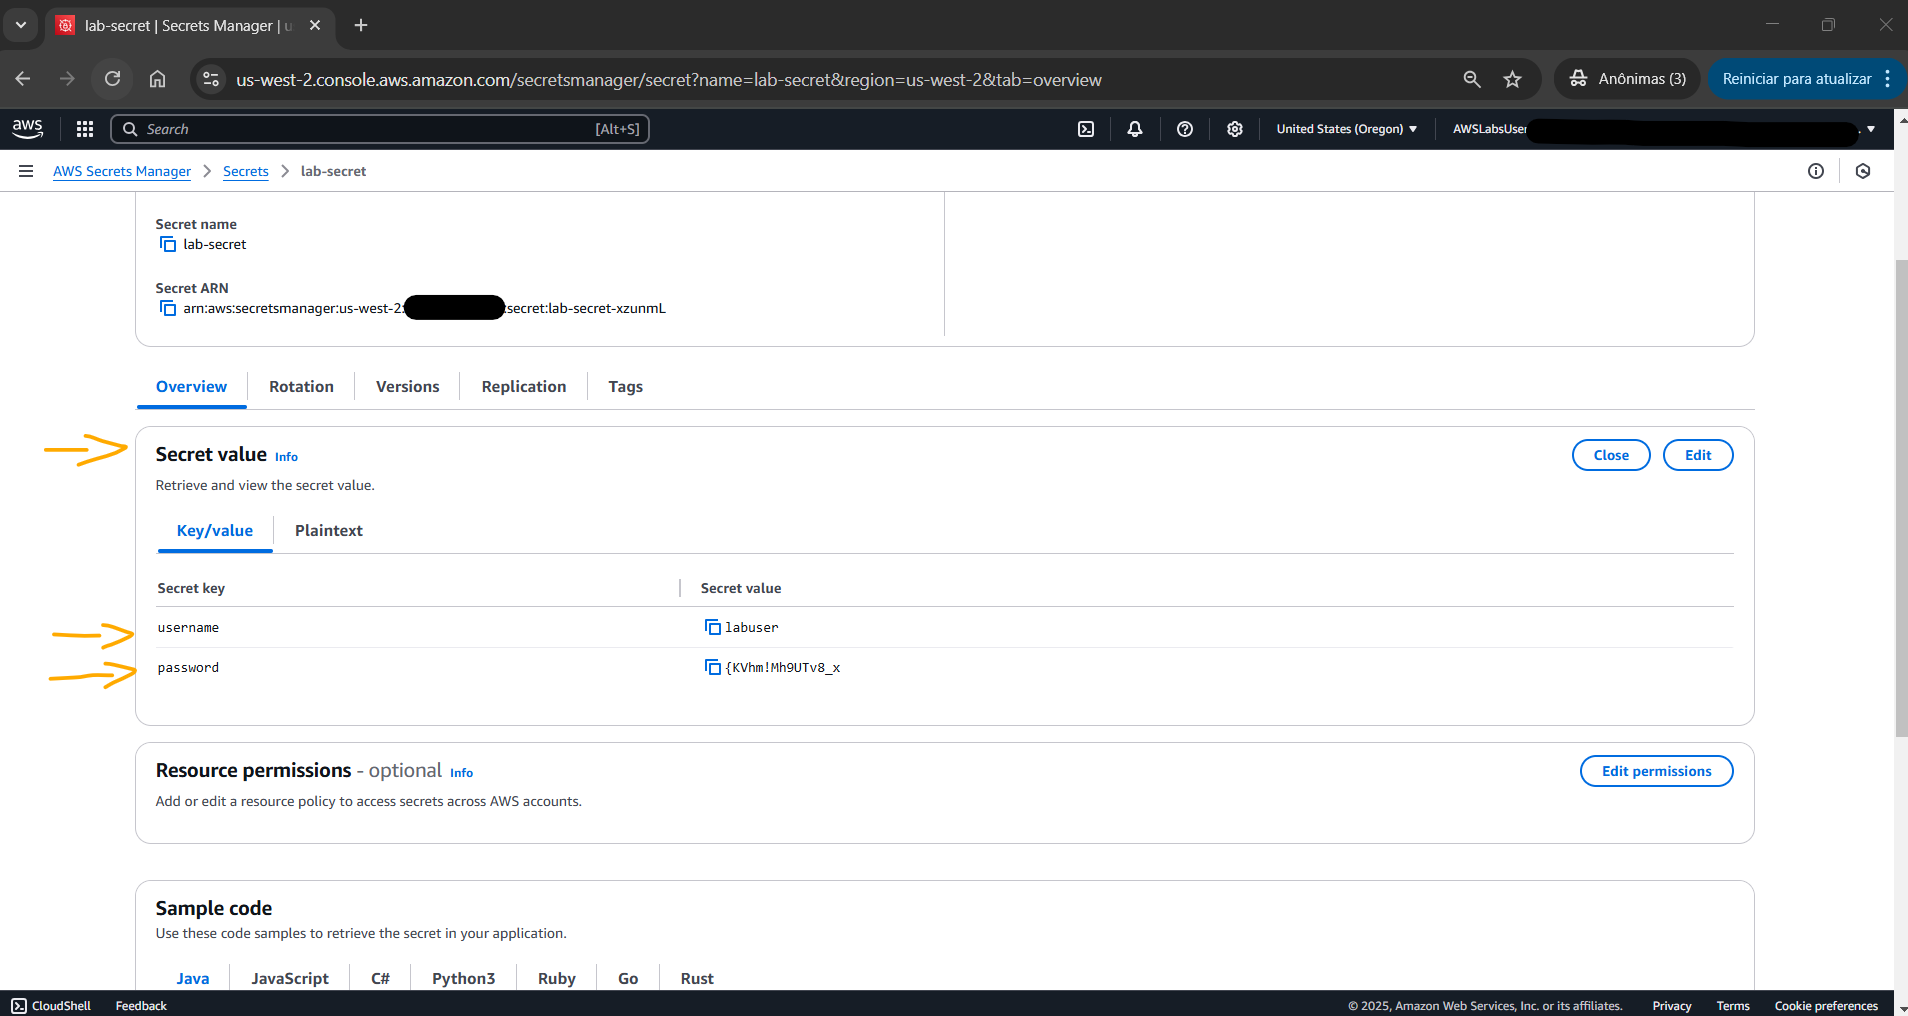 lab-secret | Secrets Manager | u
us-west-2.console.aws.amazon.com/secretsmanager/secret?name=lab-secret&region=us-west-2&tab=overview
Anônimas (3)
Reiniciar para atualizar
aws
Search
[Alt+S]
United States (Oregon)
AWSLabsUser
AWS Secrets Manager
Secrets
lab-secret
Secret name
lab-secret
Secret ARN
arn:aws:secretsmanager:us-west-2: :secret:lab-secret-xzunmL
Overview
Rotation
Versions
Replication
Tags
Secret value Info
Close
Edit
Retrieve and view the secret value.
Key/value
Plaintext
Secret key
Secret value
username
labuser
password
{KVhm!Mh9UTv8_x
Resource permissions - optional Info
Edit permissions
Add or edit a resource policy to access secrets across AWS accounts.
Sample code
Use these code samples to retrieve the secret in your application.
Java
JavaScript
C#
Python3
Ruby
Go
Rust
CloudShell
Feedback
© 2025, Amazon Web Services, Inc. or its affiliates.
Privacy
Terms
Cookie preferences